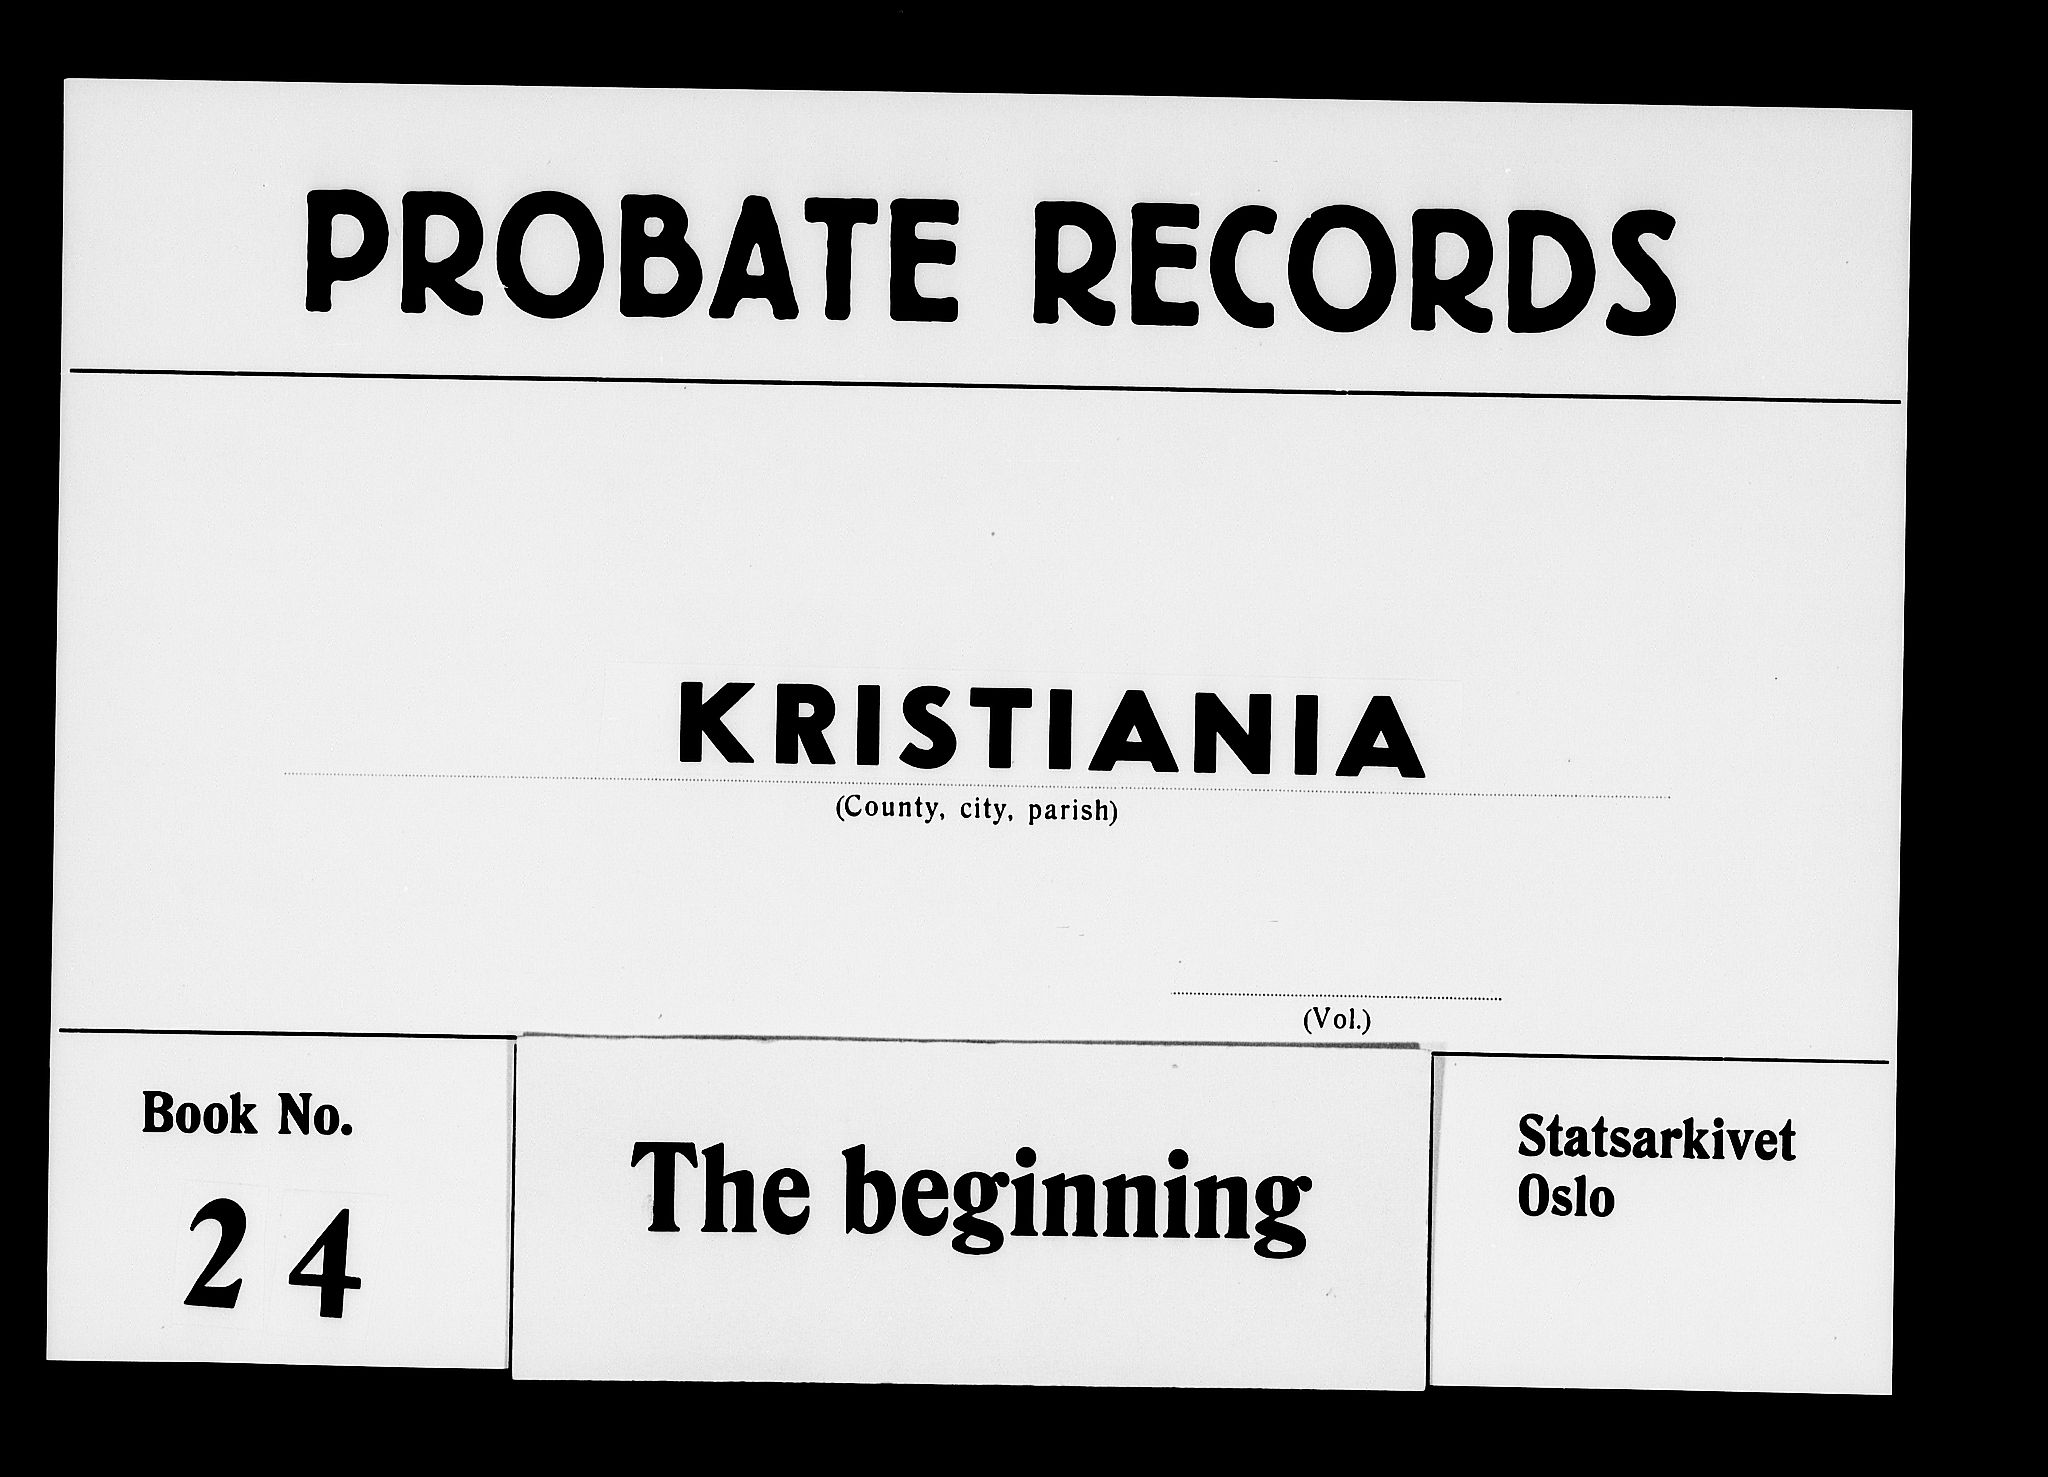 PROBATE RECORDS
KRISTIANIA
(County, city, parish)
(Vol.)
Book No.
24
The beginning
Statsarkivet
Oslo